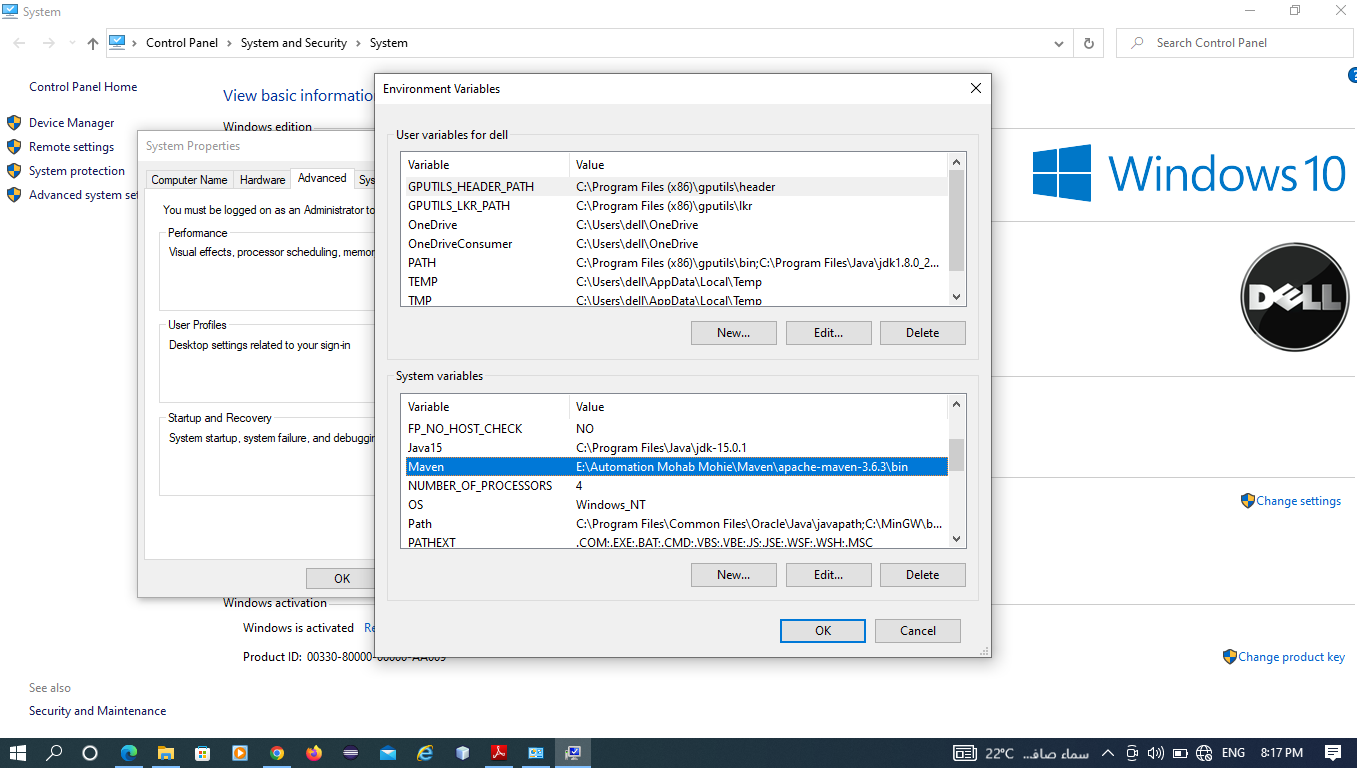 System
Control Panel > System and Security > System
Search Control Panel
Control Panel Home
Device Manager
Remote settings
System protection
Advanced system set
View basic informatio
Windows edition
System Properties
Computer Name
Hardware
Advanced
Sys
You must be logged on as an Administrator to
Performance
Visual effects, processor scheduling, memor
User Profiles
Desktop settings related to your sign-in
Startup and Recovery
System startup, system failure, and debuggin
OK
Environment Variables
User variables for dell
Variable Value
GPUTILS_HEADER_PATH C:\Program Files (x86)\gputils\header
GPUTILS_LKR_PATH C:\Program Files (x86)\gputils\lkr
OneDrive C:\Users\dell\OneDrive
OneDriveConsumer C:\Users\dell\OneDrive
PATH C:\Program Files (x86)\gputils\bin;C:\Program Files\Java\jdk1.8.0_2...
TEMP C:\Users\dell\AppData\Local\Temp
TMP C:\Users\dell\AppData\Local\Temp
New... Edit... Delete
System variables
Variable Value
FP_NO_HOST_CHECK NO
Java15 C:\Program Files\Java\jdk-15.0.1
Maven E:\Automation Mohab Mohie\Maven\apache-maven-3.6.3\bin
NUMBER_OF_PROCESSORS 4
OS Windows_NT
Path C:\Program Files\Common Files\Oracle\Java\javapath;C:\MinGW\b...
PATHEXT .COM;.EXE;.BAT;.CMD;.VBS;.VBE;.JS;.JSE;.WSF;.WSH;.MSC
New... Edit... Delete
OK Cancel
Windows 10
DELL
Change settings
Windows activation
Windows is activated Re
Product ID: 00330-80000-00000-AA009
Change product key
See also
Security and Maintenance
22°C سماء صافـ...
ENG
8:17 PM